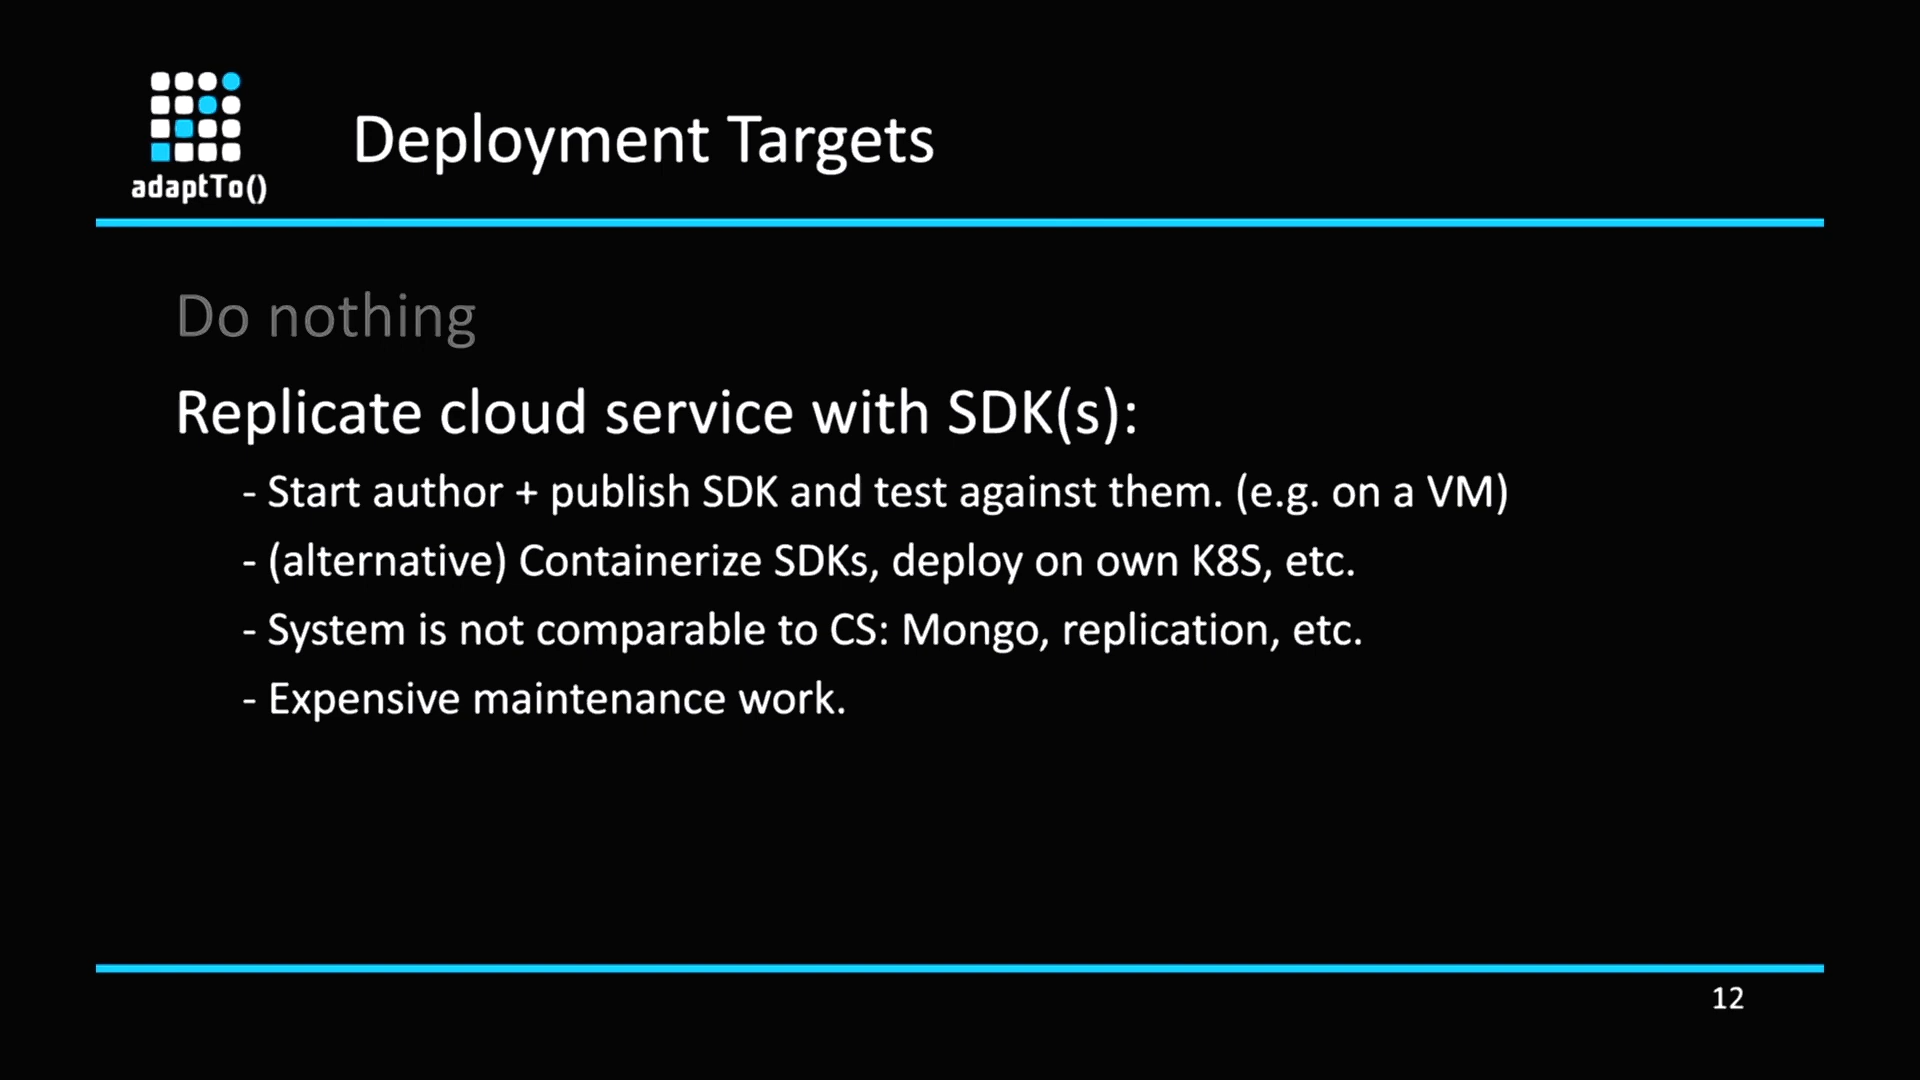 adaptTo()
Deployment Targets
Do nothing
Replicate cloud service with SDK(s):
- Start author + publish SDK and test against them. (e.g. on a VM)
- (alternative) Containerize SDKs, deploy on own K8S, etc.
- System is not comparable to CS: Mongo, replication, etc.
- Expensive maintenance work.
12